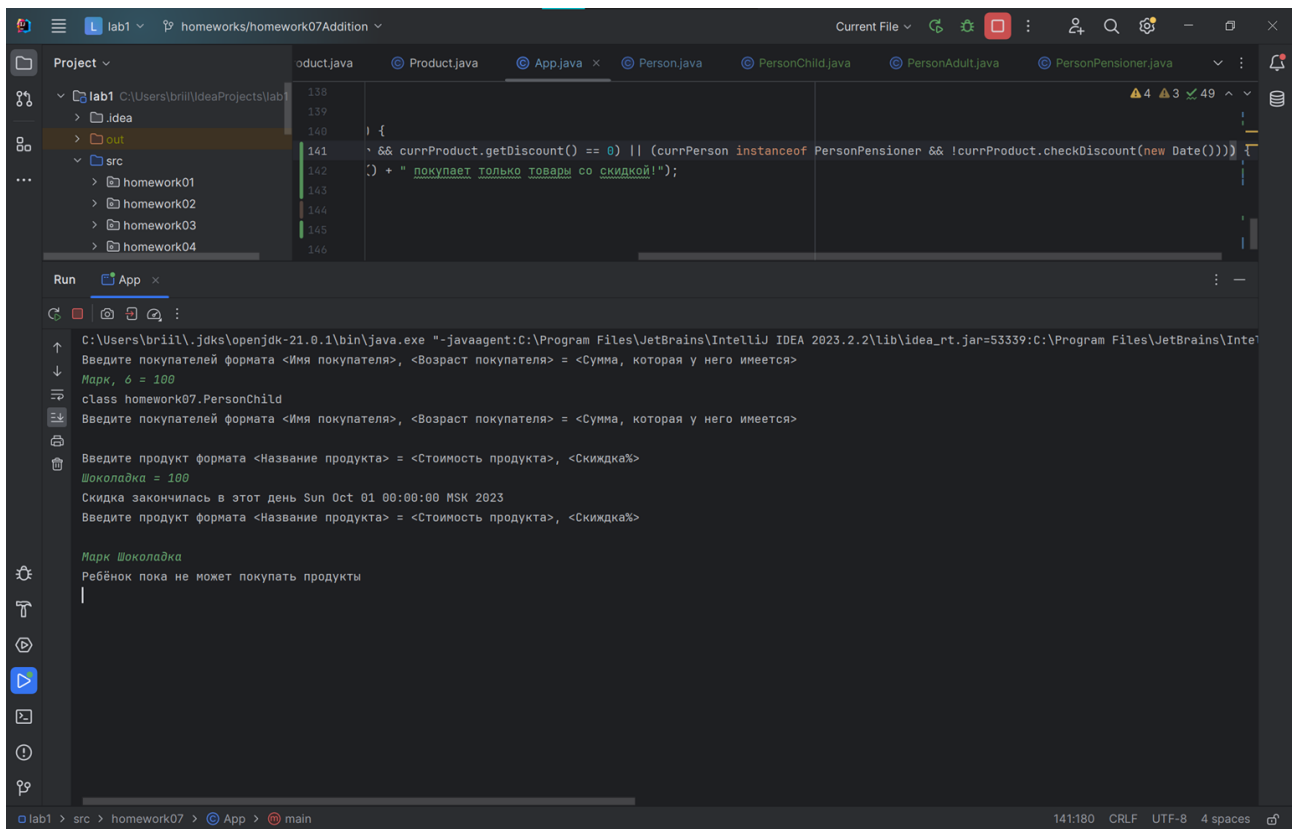 L lab1 homeworks/homework07Addition Current File
Project
oduct.java Product.java App.java Person.java PersonChild.java PersonAdult.java PersonPensioner.java
lab1 C:\Users\briil\IdeaProjects\lab1
.idea
out
src
homework01
homework02
homework03
homework04
4 3 49
138
139
140 ) {
141 && currProduct.getDiscount() == 0) || (currPerson instanceof PersonPensioner && !currProduct.checkDiscount(new Date()))) {
142 () + " покупает только товары со скидкой!");
143
144
145
146
Run App
C:\Users\briil\.jdks\openjdk-21.0.1\bin\java.exe "-javaagent:C:\Program Files\JetBrains\IntelliJ IDEA 2023.2.2\lib\idea_rt.jar=53339:C:\Program Files\JetBrains\Inte
Введите покупателей формата <Имя покупателя>, <Возраст покупателя> = <Сумма, которая у него имеется>
Марк, 6 = 100
class homework07.PersonChild
Введите покупателей формата <Имя покупателя>, <Возраст покупателя> = <Сумма, которая у него имеется>
Введите продукт формата <Название продукта> = <Стоимость продукта>, <Скиждка%>
Шоколадка = 100
Скидка закончилась в этот день Sun Oct 01 00:00:00 MSK 2023
Введите продукт формата <Название продукта> = <Стоимость продукта>, <Скиждка%>
Марк Шоколадка
Ребёнок пока не может покупать продукты
lab1 > src > homework07 > App > main 141:180 CRLF UTF-8 4 spaces